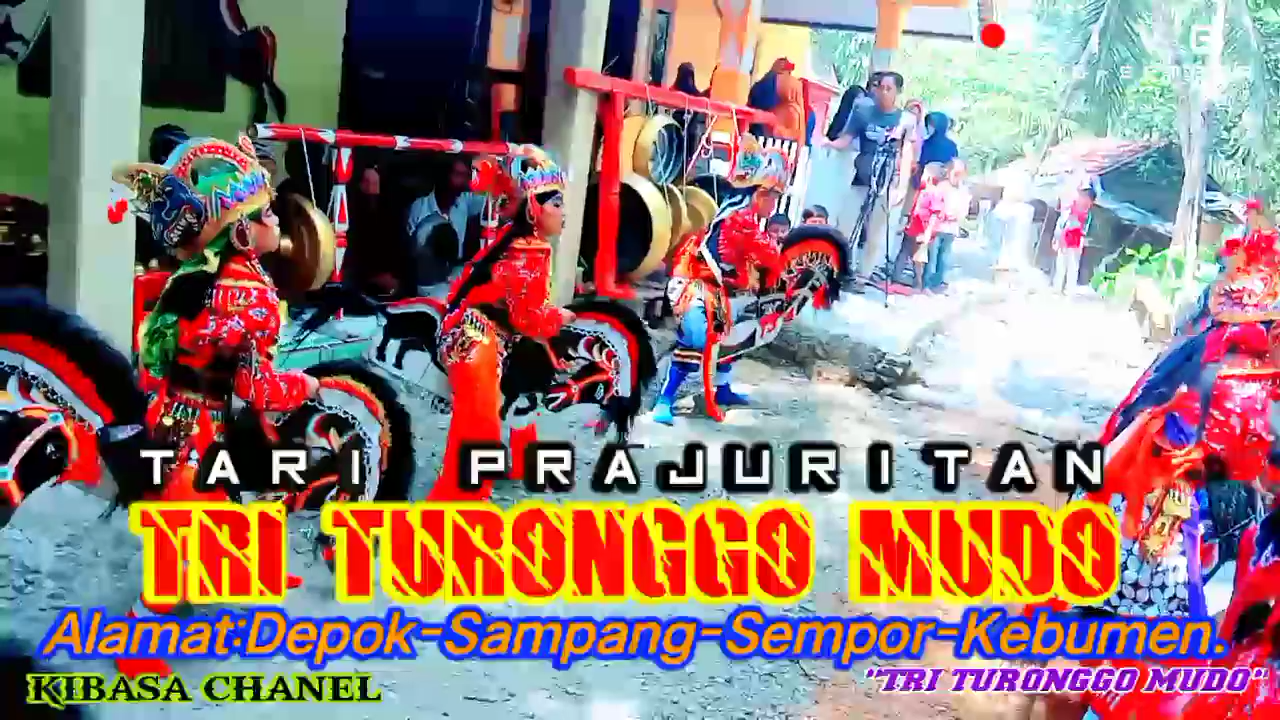 TARI PRAJURITAN
TRI TURONGGO MUDO
Alamat:Depok-Sampang-Sempor-Kebumen.
KIBASA CHANEL
"TRI TURONGGO MUDO"